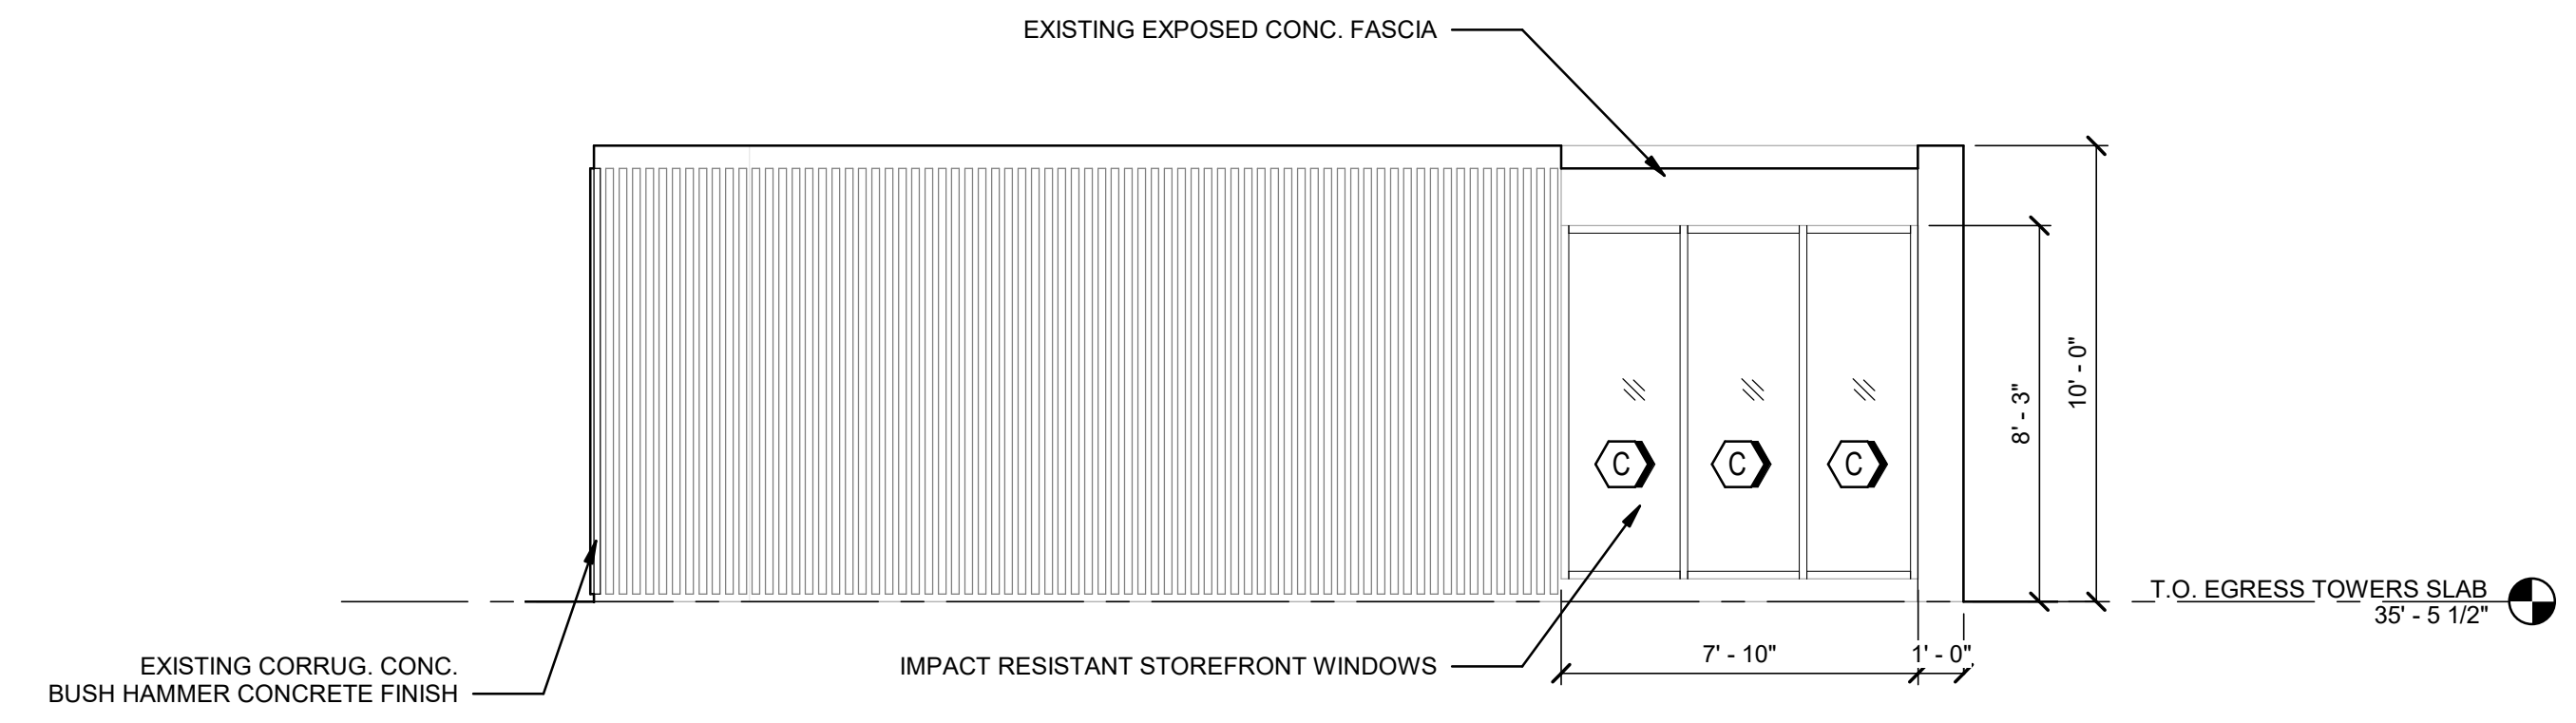 EXISTING EXPOSED CONC. FASCIA
10' - 0"
8' - 3"
C
C
C
T.O. EGRESS TOWERS SLAB
35' - 5 1/2"
7' - 10"
1' - 0"
EXISTING CORRUG. CONC.
BUSH HAMMER CONCRETE FINISH
IMPACT RESISTANT STOREFRONT WINDOWS